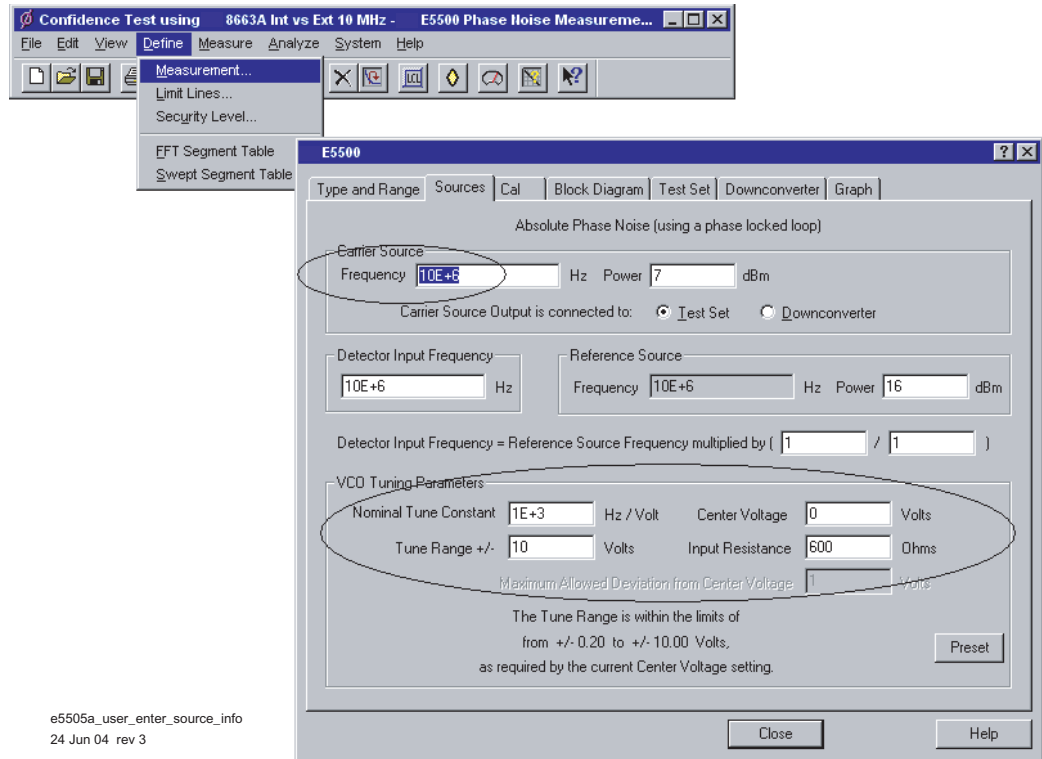 Confidence Test using 8663A Int vs Ext 10 MHz - E5500 Phase Noise Measureme...
File Edit View Define Measure Analyze System Help
Measurement...
Limit Lines...
Security Level...
FFT Segment Table
Swept Segment Table
E5500
Type and Range Sources Cal Block Diagram Test Set Downconverter Graph
Absolute Phase Noise (using a phase locked loop)
Carrier Source
Frequency 10E+6 Hz Power 7 dBm
Carrier Source Output is connected to: Test Set Downconverter
Detector Input Frequency
10E+6 Hz
Reference Source
Frequency 10E+6 Hz Power 16 dBm
Detector Input Frequency = Reference Source Frequency multiplied by ( 1 / 1 )
VCO Tuning Parameters
Nominal Tune Constant 1E+3 Hz / Volt Center Voltage 0 Volts
Tune Range +/- 10 Volts Input Resistance 600 Ohms
Maximum Allowed Deviation from Center Voltage 1 Volts
The Tune Range is within the limits of
from +/- 0.20 to +/- 10.00 Volts,
as required by the current Center Voltage setting.
Preset
Close Help
e5505a_user_enter_source_info
24 Jun 04 rev 3